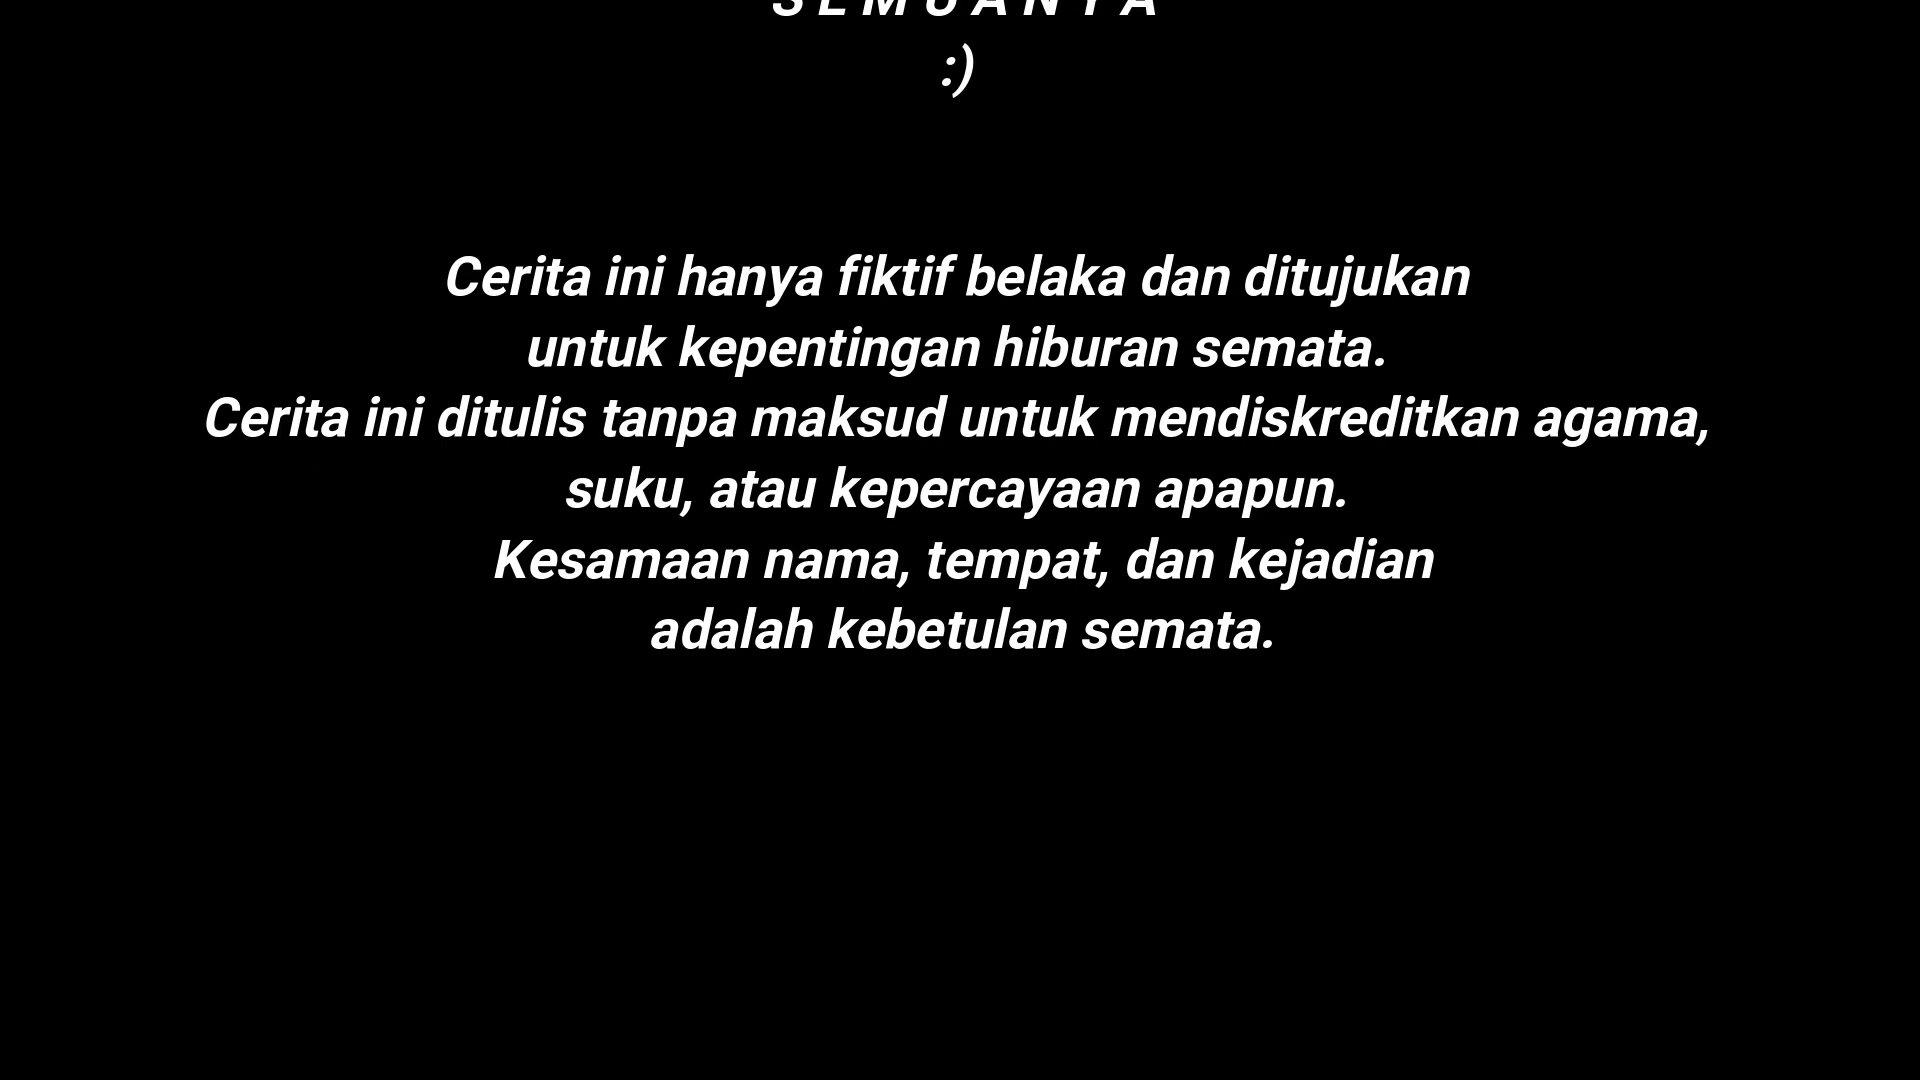 S E M U A N Y A
:)
Cerita ini hanya fiktif belaka dan ditujukan
untuk kepentingan hiburan semata.
Cerita ini ditulis tanpa maksud untuk mendiskreditkan agama,
suku, atau kepercayaan apapun.
Kesamaan nama, tempat, dan kejadian
adalah kebetulan semata.